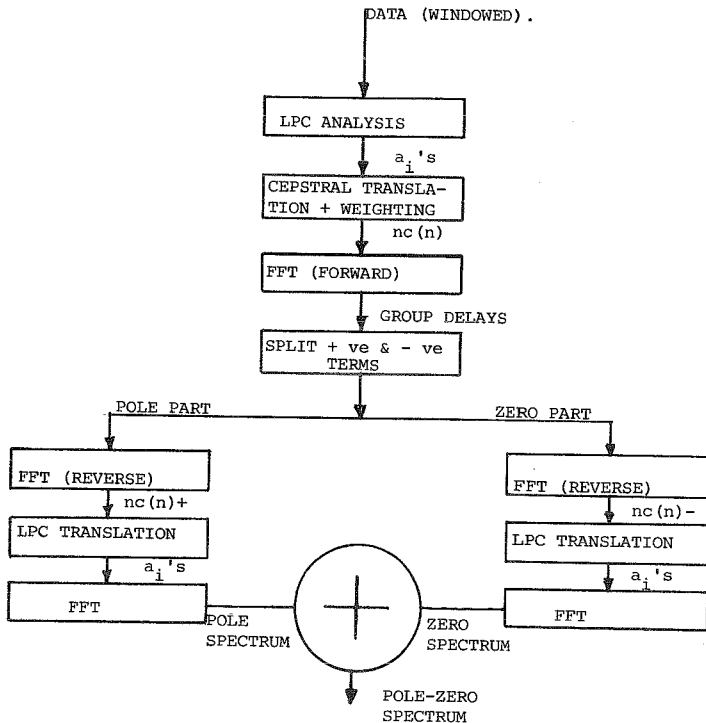 DATA (WINDOWED).
LPC ANALYSIS
a_i's
CEPSTRAL TRANSLA-
TION + WEIGHTING
nc(n)
FFT (FORWARD)
GROUP DELAYS
SPLIT + ve & - ve
TERMS
POLE PART
ZERO PART
FFT (REVERSE)
FFT (REVERSE)
nc(n)+
nc(n)-
LPC TRANSLATION
LPC TRANSLATION
a_i's
a_i's
FFT
FFT
POLE
SPECTRUM
ZERO
SPECTRUM
POLE-ZERO
SPECTRUM